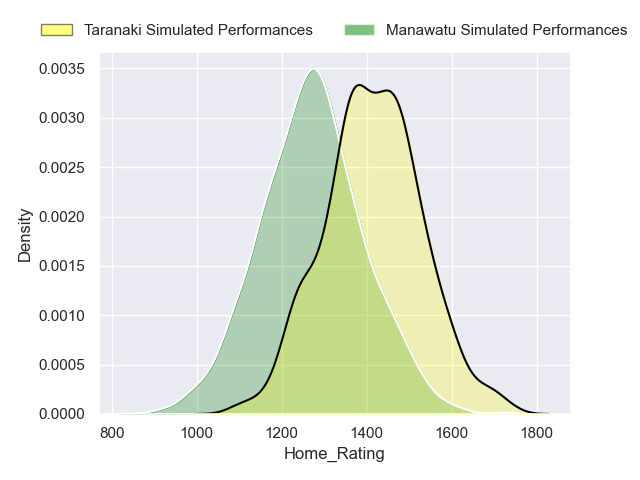 Taranaki Simulated Performances
Manawatu Simulated Performances
0.0035
0.0030
0.0025
0.0020
0.0015
0.0010
0.0005
0.0000
Density
800 1000 1200 1400 1600 1800
Home_Rating